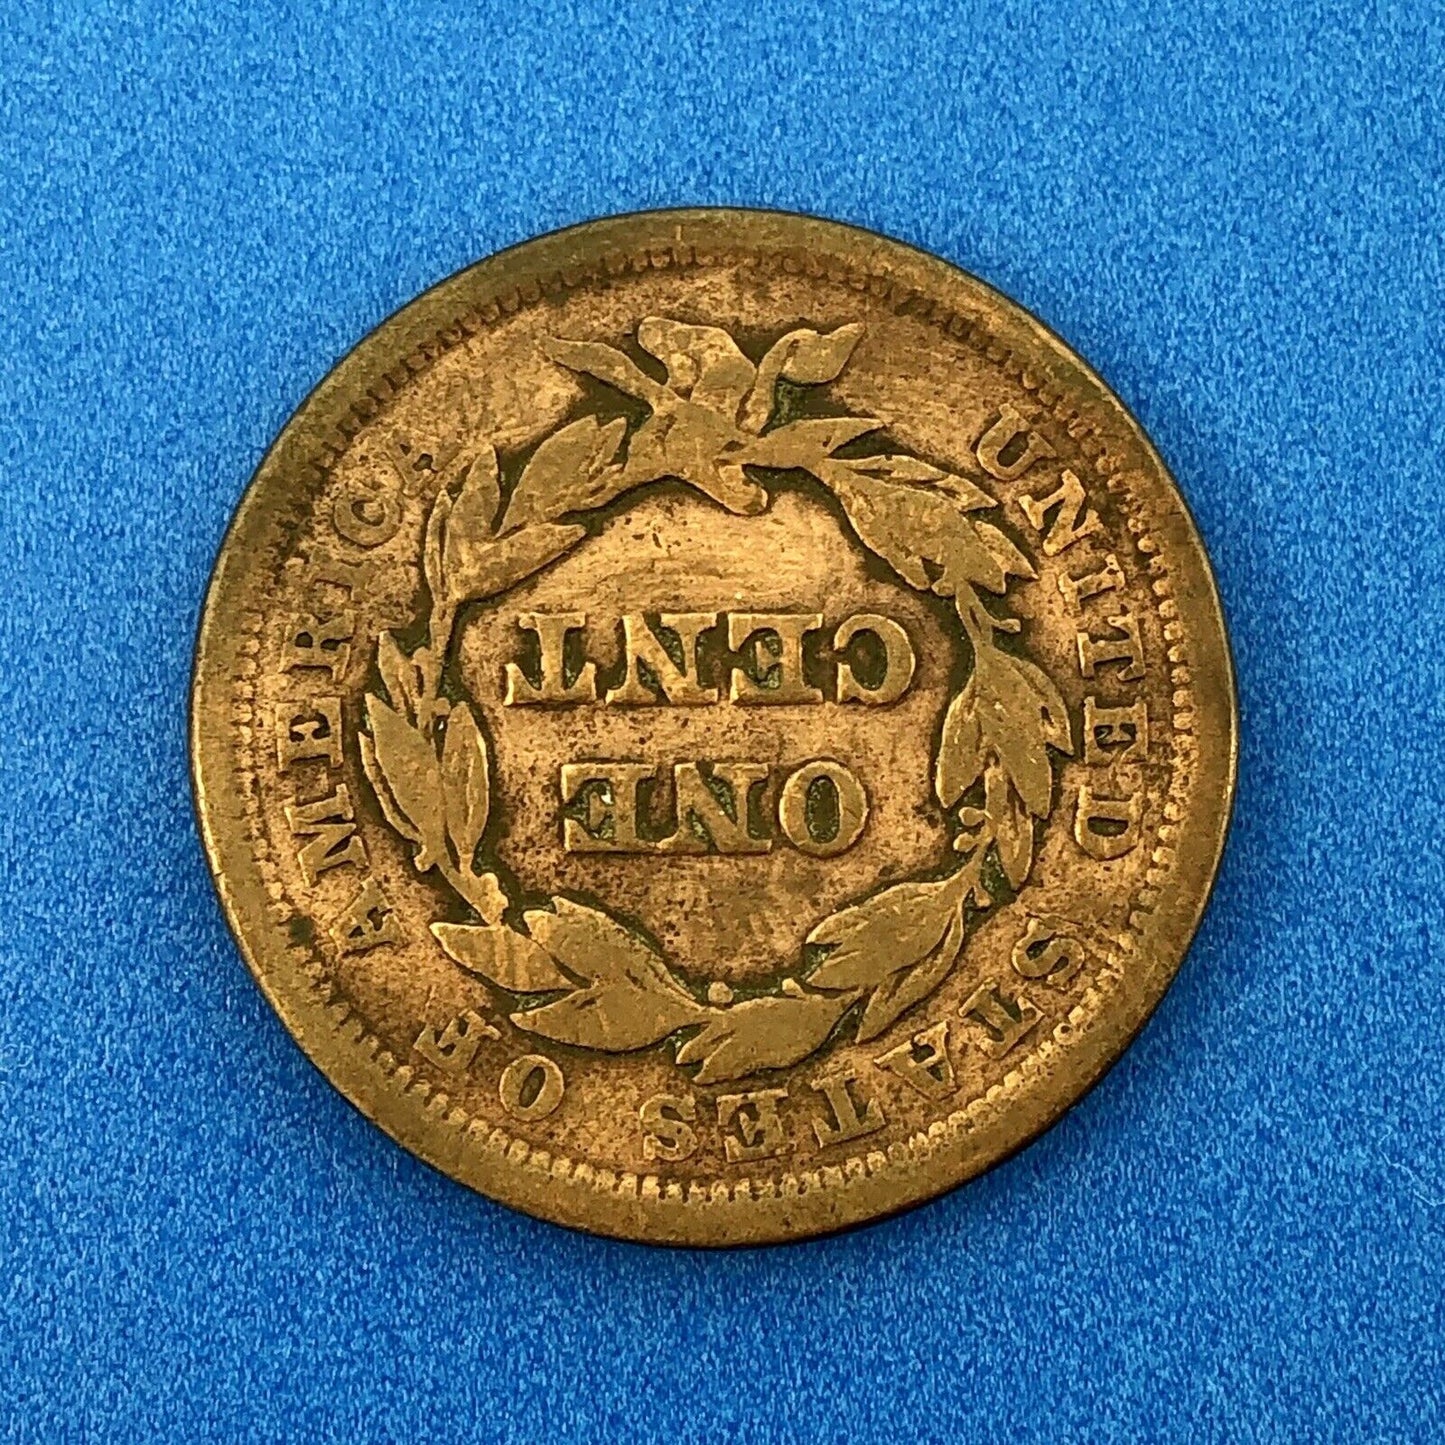 UNITED STATES OF AMERICA
ONE
CENT